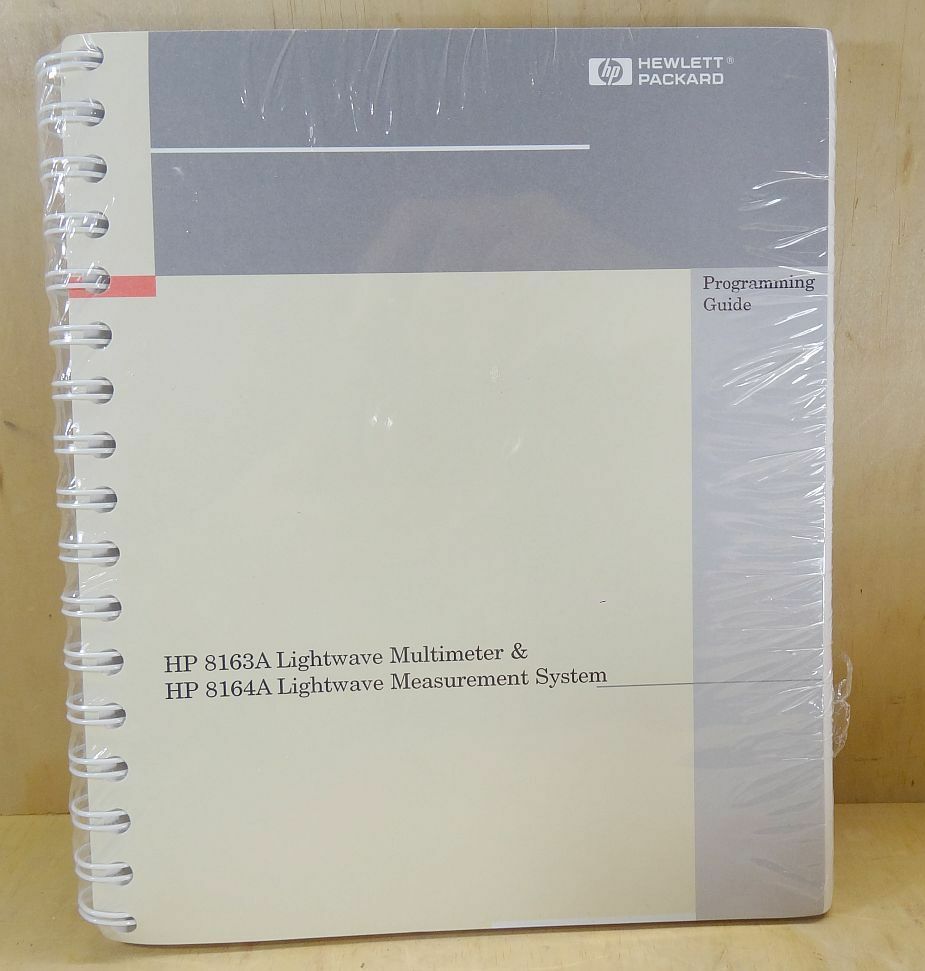 hp HEWLETT®
PACKARD
Programming
Guide
HP 8163A Lightwave Multimeter &
HP 8164A Lightwave Measurement System